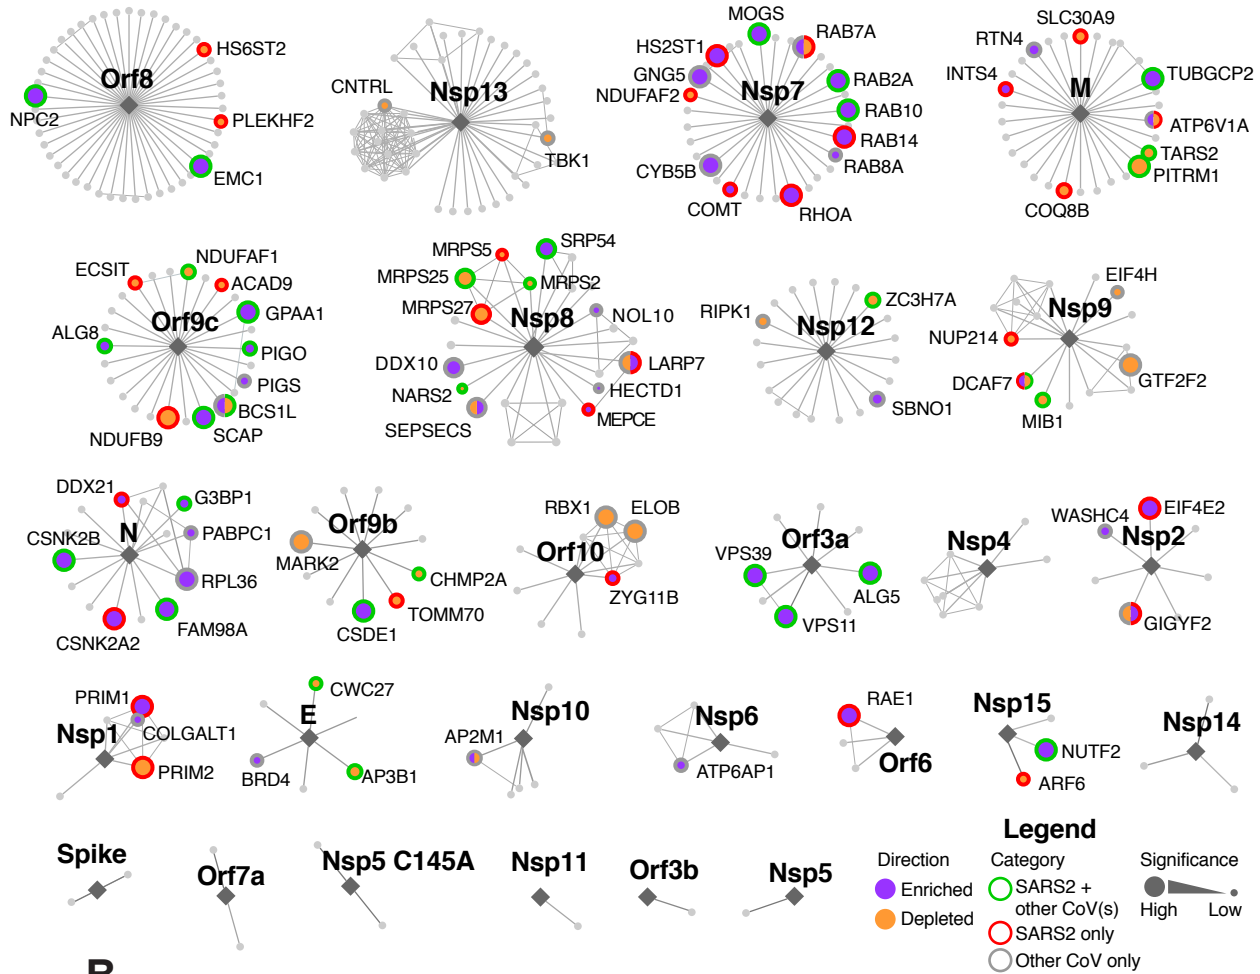 Orf8
HS6ST2
NPC2
PLEKHF2
EMC1
Nsp13
CNTRL
TBK1
Nsp7
MOGS
RAB7A
HS2ST1
GNG5
NDUFAF2
RAB2A
RAB10
RAB14
RAB8A
CYB5B
COMT
RHOA
M
SLC30A9
RTN4
INTS4
TUBGCP2
ATP6V1A
TARS2
PITRM1
COQ8B
Orf9c
NDUFAF1
ECSIT
ACAD9
GPAA1
ALG8
PIGO
PIGS
BCS1L
NDUFB9
SCAP
Nsp8
MRPS5
SRP54
MRPS25
MRPS2
MRPS27
NOL10
DDX10
LARP7
NARS2
HECTD1
SEPSECS
MEPCE
Nsp12
ZC3H7A
RIPK1
SBNO1
Nsp9
EIF4H
NUP214
DCAF7
GTF2F2
MIB1
N
DDX21
G3BP1
CSNK2B
PABPC1
RPL36
FAM98A
CSNK2A2
Orf9b
MARK2
CHMP2A
TOMM70
CSDE1
Orf10
RBX1
ELOB
ZYG11B
Orf3a
VPS39
ALG5
VPS11
Nsp4
Nsp2
EIF4E2
WASHC4
GIGYF2
Nsp1
PRIM1
COLGALT1
PRIM2
E
CWC27
BRD4
AP3B1
Nsp10
AP2M1
Nsp6
ATP6AP1
RAE1
Orf6
Nsp15
NUTF2
ARF6
Nsp14
Spike
Orf7a
Nsp5 C145A
Nsp11
Orf3b
Nsp5
Legend
Direction
Enriched
Depleted
Category
SARS2 +
other CoV(s)
SARS2 only
Other CoV only
Significance
High Low